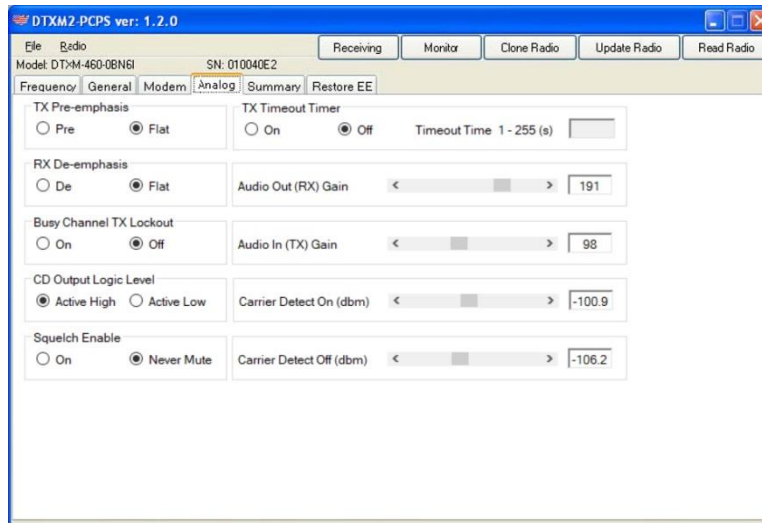 DTXM2-PCPS ver: 1.2.0
File Radio Receiving Monitor Clone Radio Update Radio Read Radio
Model: DTXM-460-0BN6I SN: 010040E2
Frequency General Modem Analog Summary Restore EE
TX Pre-emphasis TX Timeout Timer
Pre Flat On Off Timeout Time 1 - 255 (s)
RX De-emphasis
De Flat Audio Out (RX) Gain < > 191
Busy Channel TX Lockout
On Off Audio In (TX) Gain < > 98
CD Output Logic Level
Active High Active Low Carrier Detect On (dbm) < > -100.9
Squelch Enable
On Never Mute Carrier Detect Off (dbm) < > -106.2